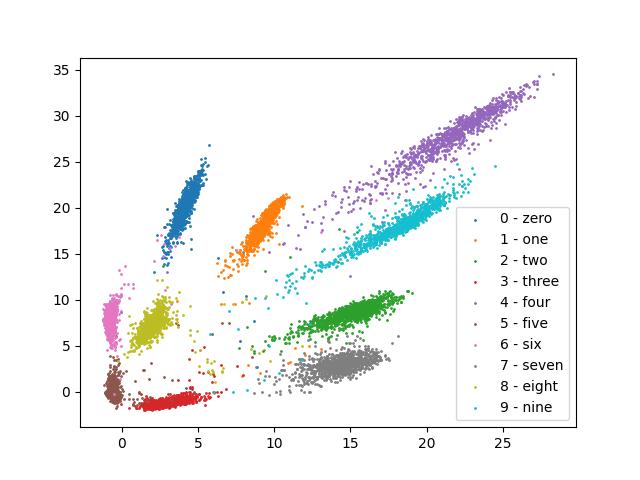 35
30
25
20
15
10
5
0
0 5 10 15 20 25
0 - zero
1 - one
2 - two
3 - three
4 - four
5 - five
6 - six
7 - seven
8 - eight
9 - nine